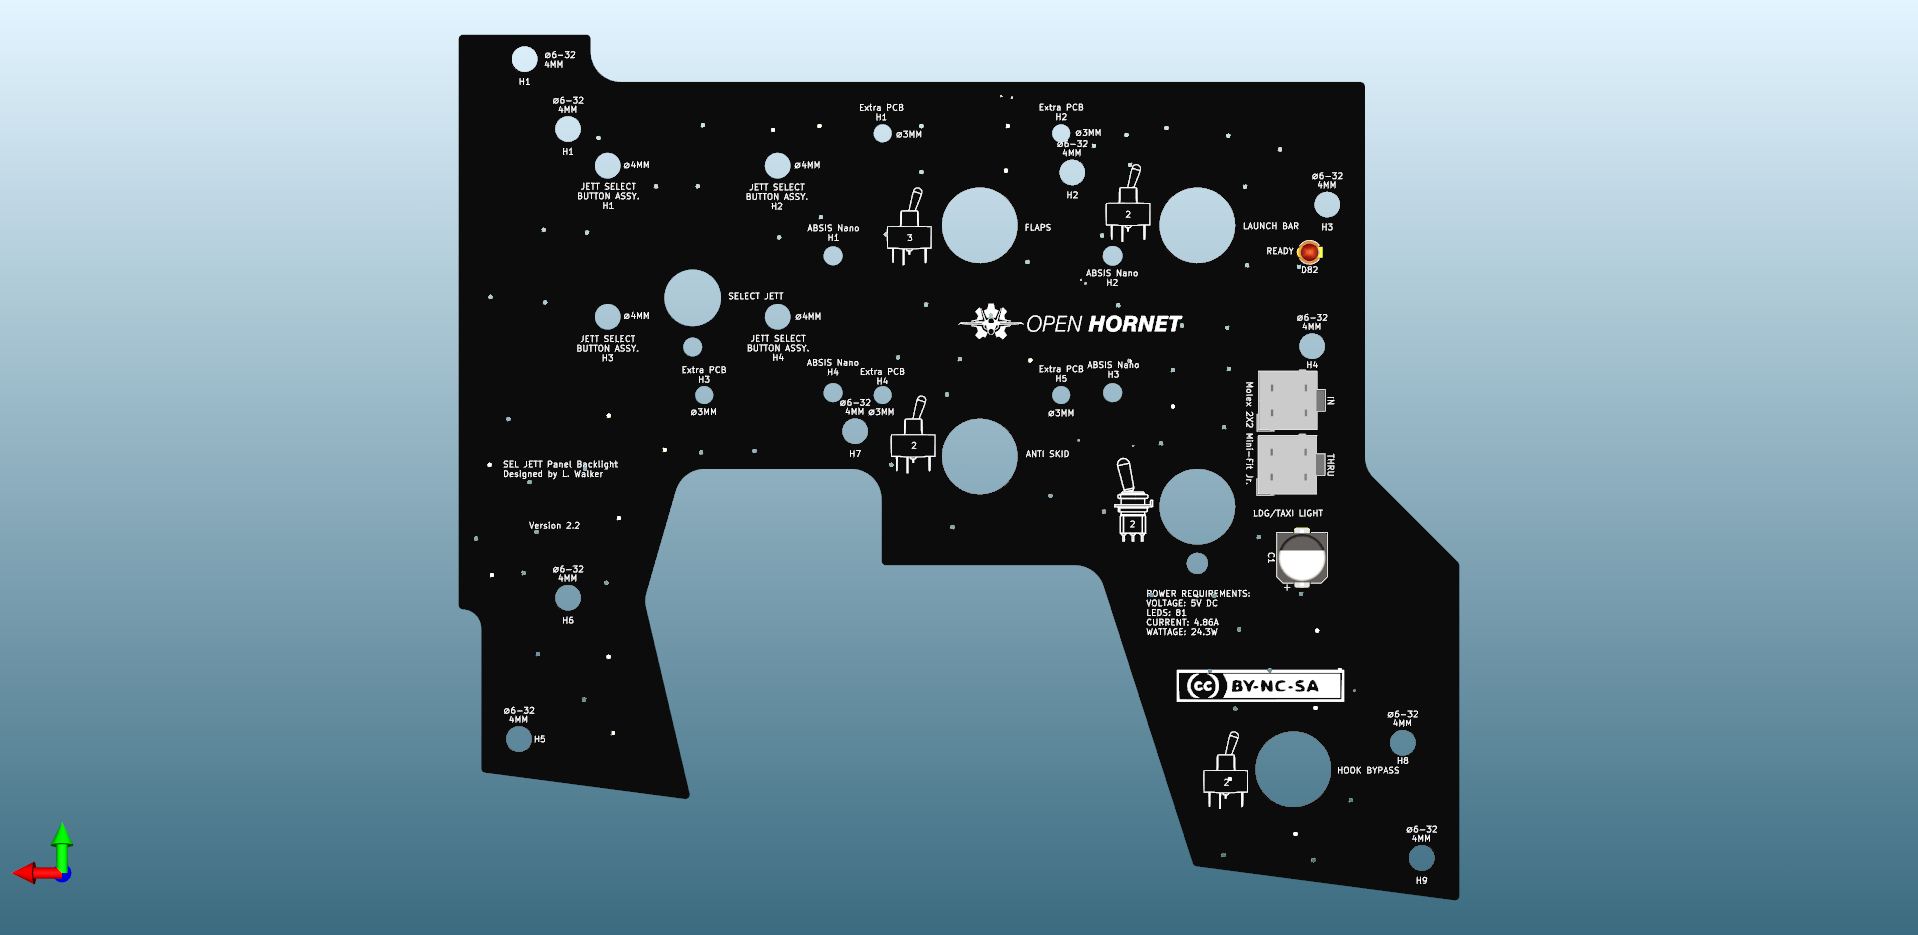 ø6-32
4MM
H1
ø6-32
4MM
H1
ø4MM
JETT SELECT
BUTTON ASSY.
H1
ø4MM
JETT SELECT
BUTTON ASSY.
H2
Extra PCB
H1
ø3MM
Extra PCB
H2
ø3MM
ø6-32
4MM
H2
ø6-32
4MM
H3
ABSIS Nano
H1
3
FLAPS
2
LAUNCH BAR
READY
D82
ABSIS Nano
H2
SELECT JETT
ø4MM
JETT SELECT
BUTTON ASSY.
H3
ø4MM
JETT SELECT
BUTTON ASSY.
H4
OPEN HORNET
ø6-32
4MM
H4
Extra PCB
H3
ø3MM
ABSIS Nano
H4
Extra PCB
H4
ø3MM
ø6-32
4MM
H7
Extra PCB
H5
ø3MM
ABSIS Nano
H3
Molex 2X2 Mini-Fit Jr.
IN
THRU
2
ANTI SKID
SEL JETT Panel Backlight
Designed by L. Walker
Version 2.2
2
LDG/TAXI LIGHT
C1
+
ø6-32
4MM
H6
POWER REQUIREMENTS:
VOLTAGE: 5V DC
LEDS: 81
CURRENT: 4.86A
WATTAGE: 24.3W
cc BY-NC-SA
ø6-32
4MM
H5
2
HOOK BYPASS
ø6-32
4MM
H8
ø6-32
4MM
H9